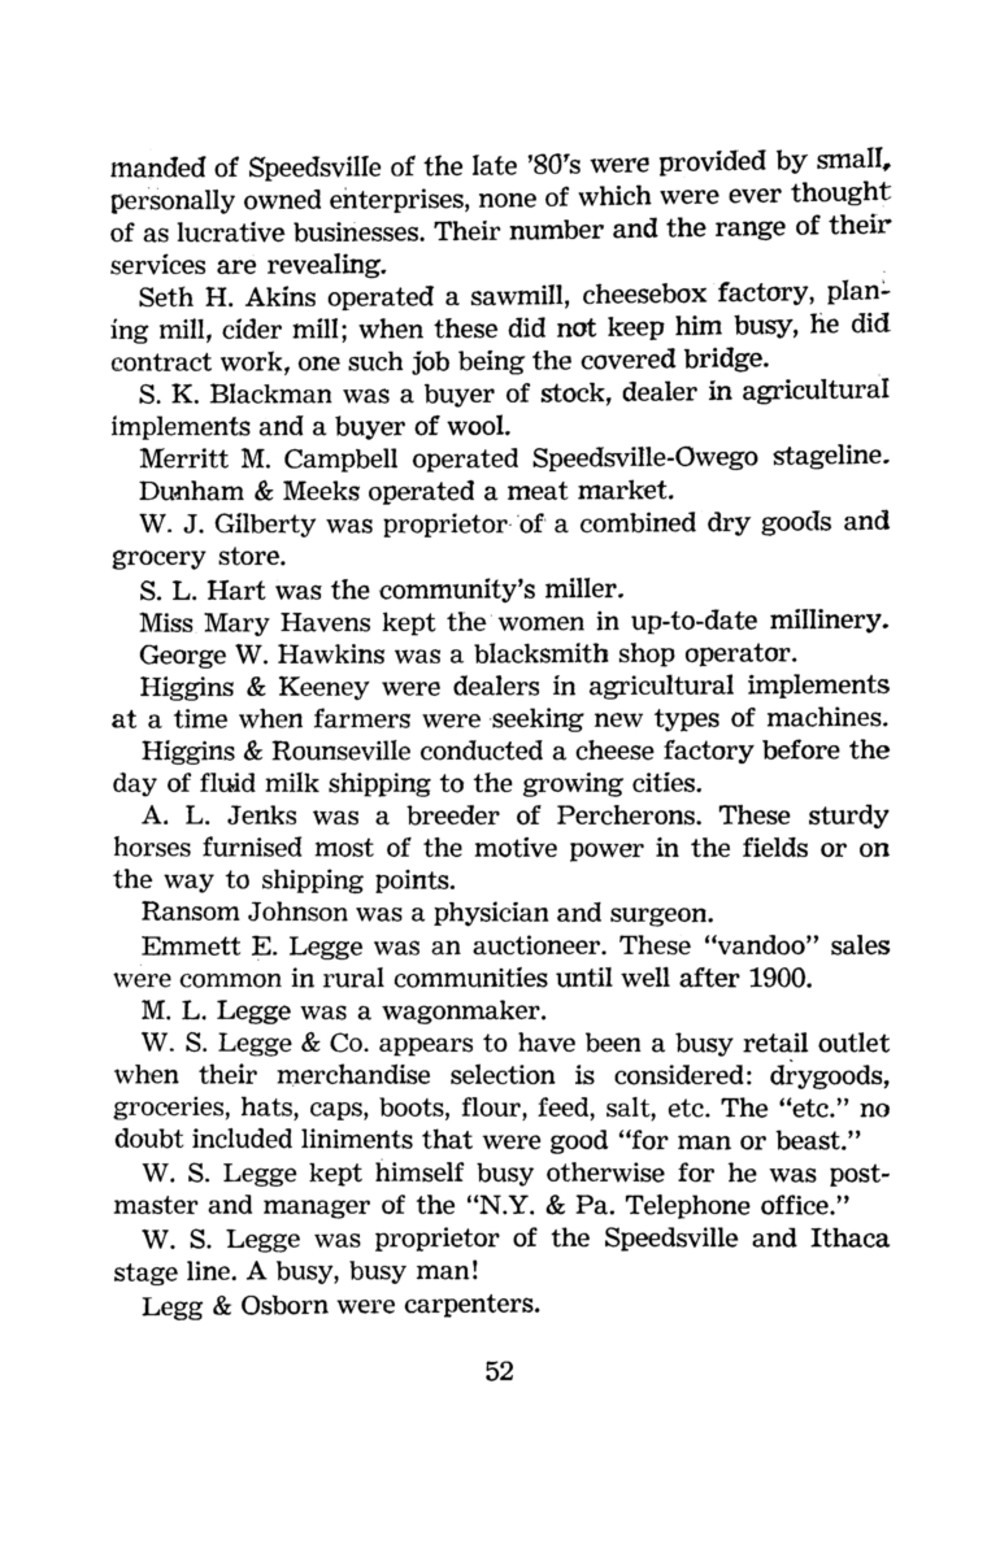 manded of Speedsville of the late '80's were provided by small,
personally owned enterprises, none of which were ever thought
of as lucrative businesses. Their number and the range of their
services are revealing.
Seth H. Akins operated a sawmill, cheesebox factory, plan-
ing mill, cider mill; when these did not keep him busy, he did
contract work, one such job being the covered bridge.
S. K. Blackman was a buyer of stock, dealer in agricultural
implements and a buyer of wool.
Merritt M. Campbell operated Speedsville-Owego stageline.
Dunham & Meeks operated a meat market.
W. J. Gilberty was proprietor of a combined dry goods and
grocery store.
S. L. Hart was the community's miller.
Miss Mary Havens kept the women in up-to-date millinery.
George W. Hawkins was a blacksmith shop operator.
Higgins & Keeney were dealers in agricultural implements
at a time when farmers were seeking new types of machines.
Higgins & Rounseville conducted a cheese factory before the
day of fluid milk shipping to the growing cities.
A. L. Jenks was a breeder of Percherons. These sturdy
horses furnised most of the motive power in the fields or on
the way to shipping points.
Ransom Johnson was a physician and surgeon.
Emmett E. Legge was an auctioneer. These “vandoo” sales
were common in rural communities until well after 1900.
M. L. Legge was a wagonmaker.
W. S. Legge & Co. appears to have been a busy retail outlet
when their merchandise selection is considered: drygoods,
groceries, hats, caps, boots, flour, feed, salt, etc. The “etc.” no
doubt included liniments that were good “for man or beast.”
W. S. Legge kept himself busy otherwise for he was post-
master and manager of the “N.Y. & Pa. Telephone office.”
W. S. Legge was proprietor of the Speedsville and Ithaca
stage line. A busy, busy man!
Legg & Osborn were carpenters.
52